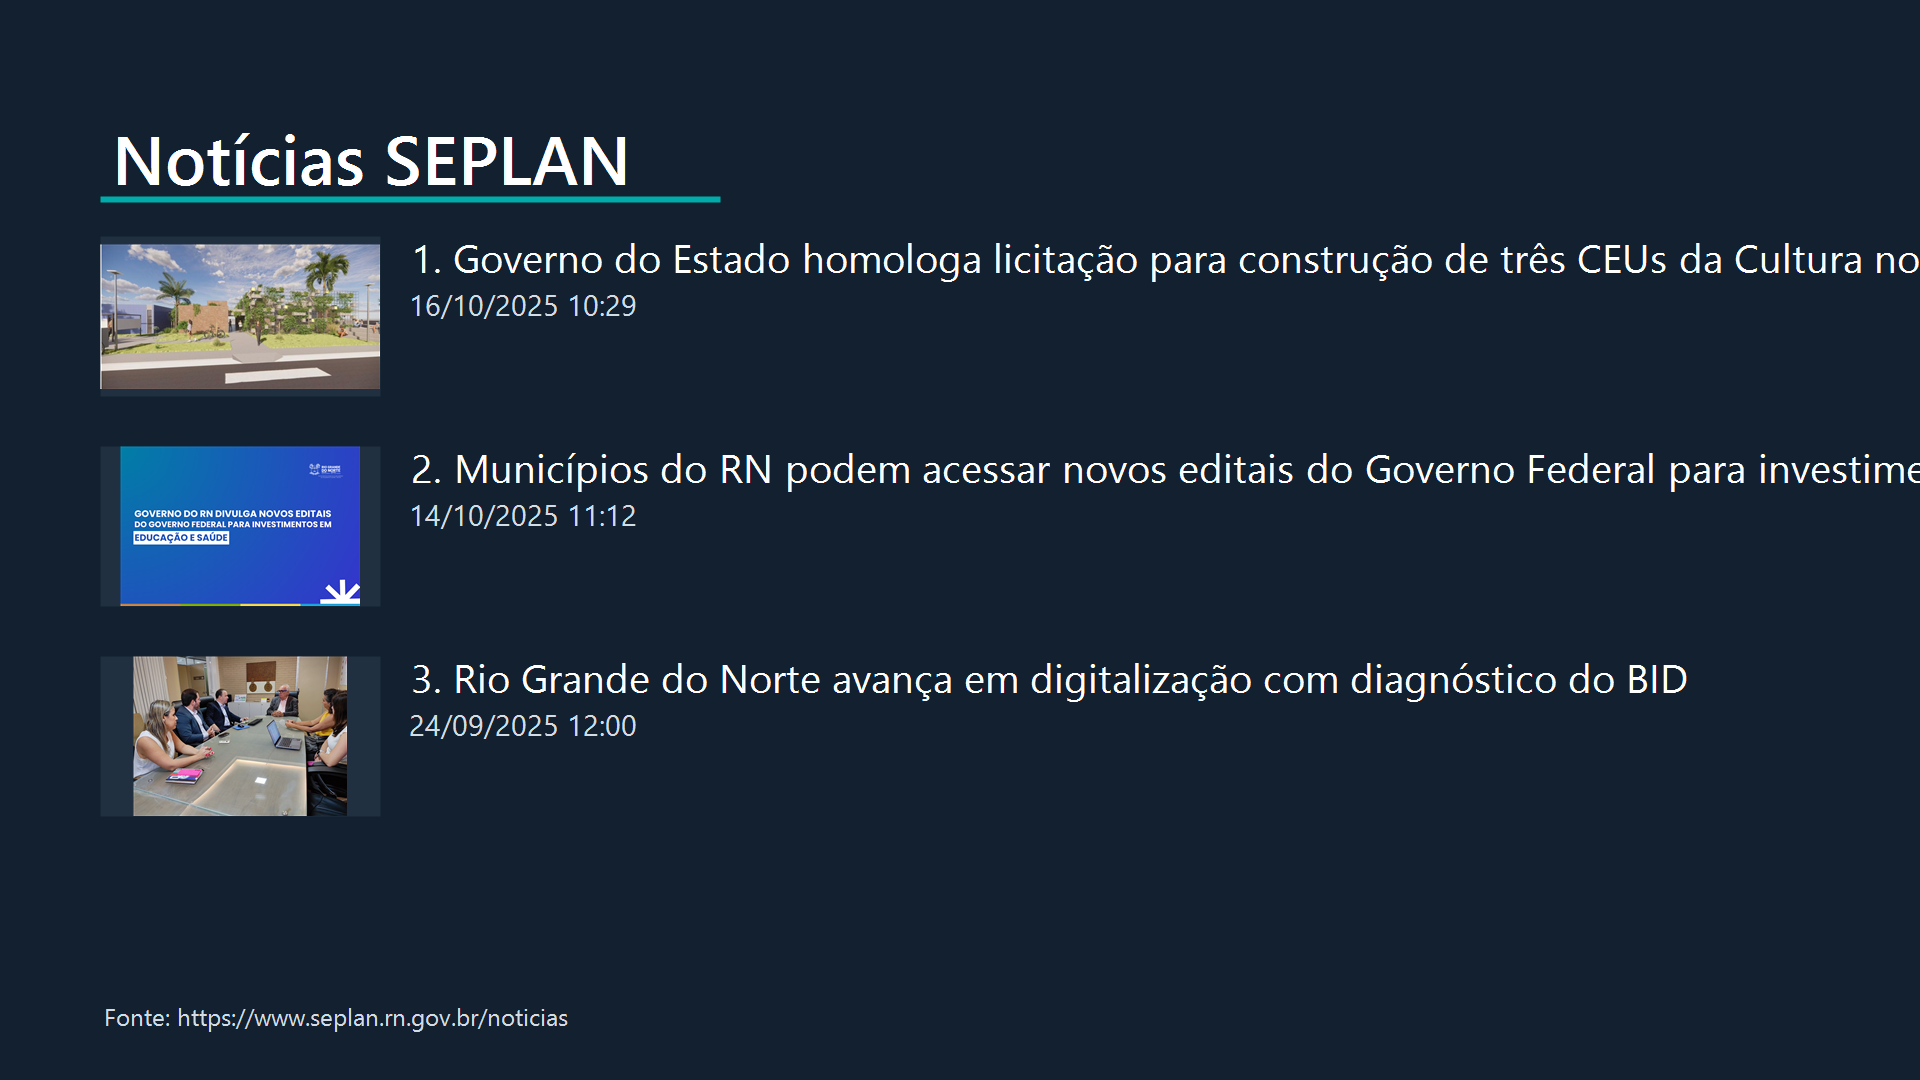 Notícias SEPLAN
1. Governo do Estado homologa licitação para construção de três CEUs da Cultura no
16/10/2025 10:29
2. Municípios do RN podem acessar novos editais do Governo Federal para investime
14/10/2025 11:12
RIO GRANDE
DO NORTE
GOVERNO DO RN DIVULGA NOVOS EDITAIS
DO GOVERNO FEDERAL PARA INVESTIMENTOS EM
EDUCAÇÃO E SAÚDE
3. Rio Grande do Norte avança em digitalização com diagnóstico do BID
24/09/2025 12:00
Fonte: https://www.seplan.rn.gov.br/noticias